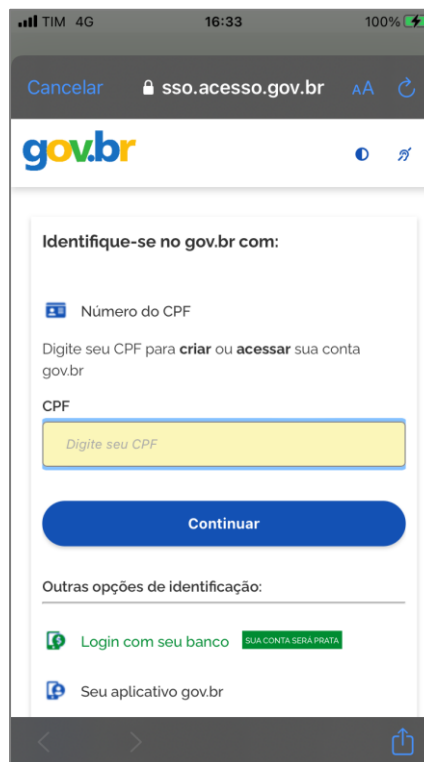 TIM 4G 16:33 100%
Cancelar sso.acesso.gov.br AA
gov.br
Identifique-se no gov.br com:
Número do CPF
Digite seu CPF para criar ou acessar sua conta
gov.br
CPF
Digite seu CPF
Continuar
Outras opções de identificação:
Login com seu banco SUA CONTA SERÁ PRATA
Seu aplicativo gov.br